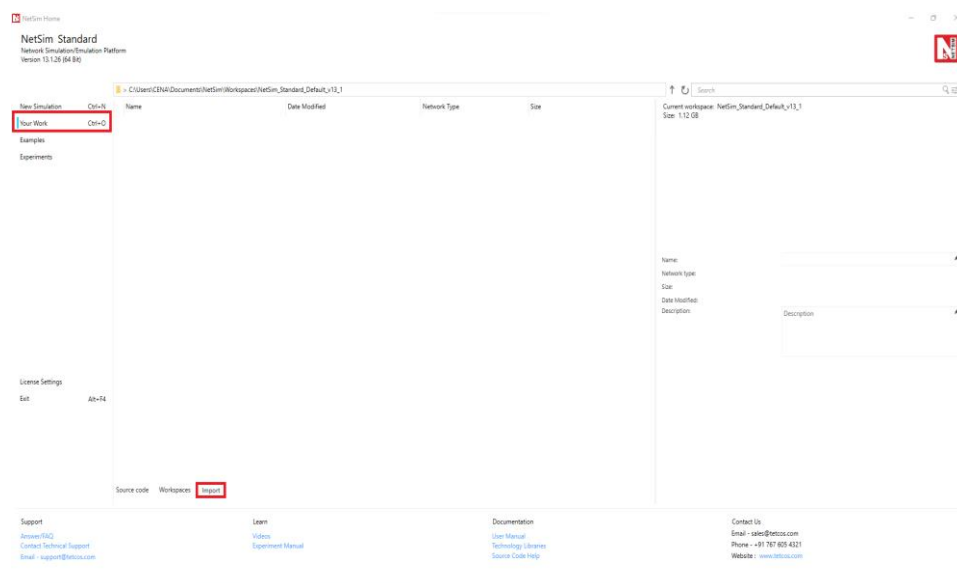 NetSim Home
NetSim Standard
Network Simulation/Emulation Platform
Version 13.1.26 (64 Bit)
> C:\Users\CENA\Documents\NetSim\Workspaces\NetSim_Standard_Default_v13_1
Search
New Simulation Ctrl+N
Your Work Ctrl+O
Examples
Experiments
Name Date Modified Network Type Size
Current workspace: NetSim_Standard_Default_v13_1
Size: 1.12 GB
Name:
Network type:
Size:
Date Modified:
Description: Description
License Settings
Exit Alt+F4
Source code Workspaces Import
Support Learn Documentation Contact Us
Answer/FAQ Videos User Manual Email - sales@tetcos.com
Contact Technical Support Experiment Manual Technology Libraries Phone - +91 767 605 4321
Email - support@tetcos.com Source Code Help Website : www.tetcos.com